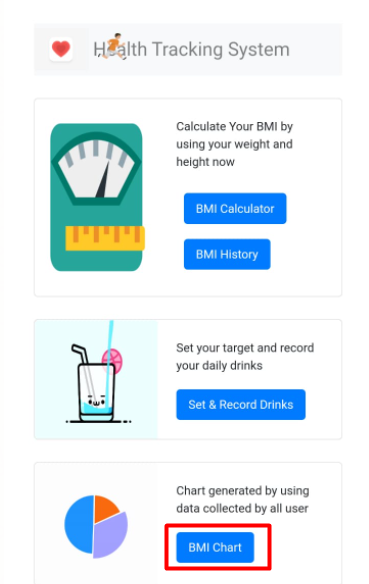 Health Tracking System
Calculate Your BMI by
using your weight and
height now
BMI Calculator
BMI History
Set your target and record
your daily drinks
Set & Record Drinks
Chart generated by using
data collected by all user
BMI Chart